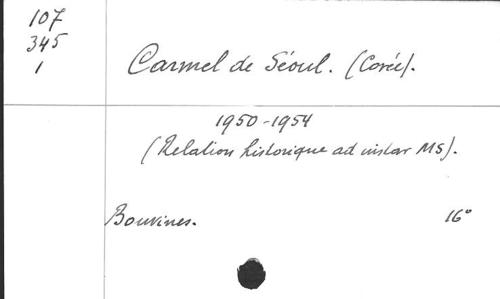 107
345
1
Carmel de Séoul. (Corée).
1950-1954
(Relation historique ad instar MS).
Bouvines.
16°